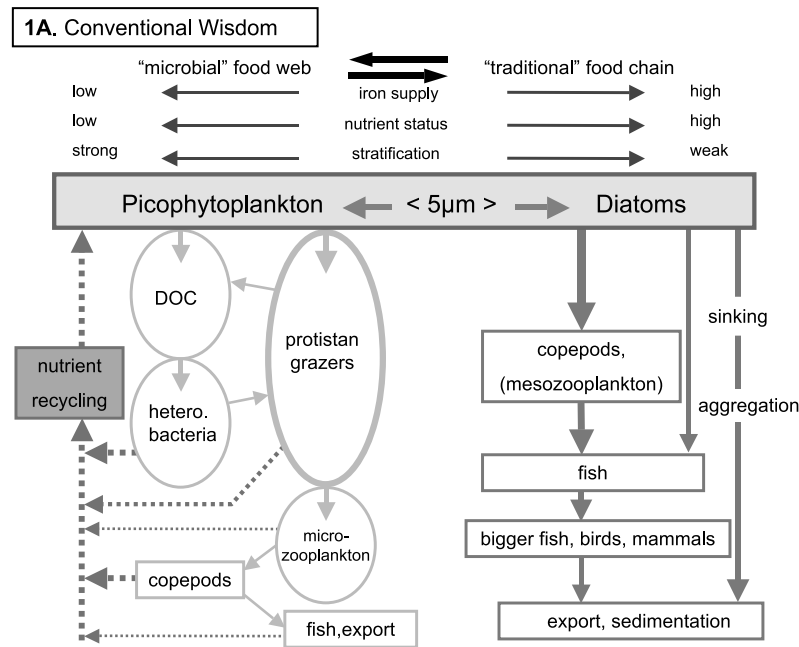 1A. Conventional Wisdom
“microbial” food web
“traditional” food chain
low
iron supply
high
low
nutrient status
high
strong
stratification
weak
Picophytoplankton < 5µm > Diatoms
DOC
protistan
grazers
hetero.
bacteria
nutrient
recycling
micro-
zooplankton
copepods
fish,export
copepods,
(mesozooplankton)
sinking
aggregation
fish
bigger fish, birds, mammals
export, sedimentation